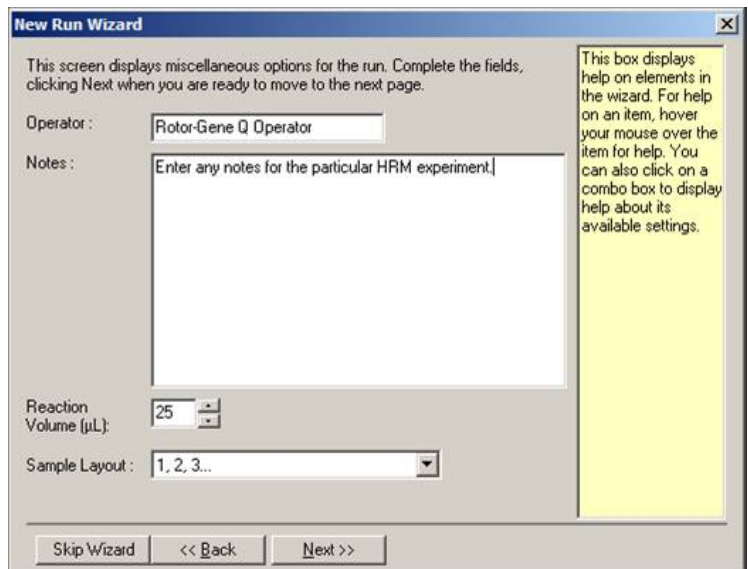 New Run Wizard
This screen displays miscellaneous options for the run. Complete the fields,
clicking Next when you are ready to move to the next page.
Operator :
Rotor-Gene Q Operator
Notes :
Enter any notes for the particular HRM experiment.
Reaction
Volume (μL):
25
Sample Layout :
1, 2, 3...
This box displays
help on elements in
the wizard. For help
on an item, hover
your mouse over the
item for help. You
can also click on a
combo box to display
help about its
available settings.
Skip Wizard
<< Back
Next >>